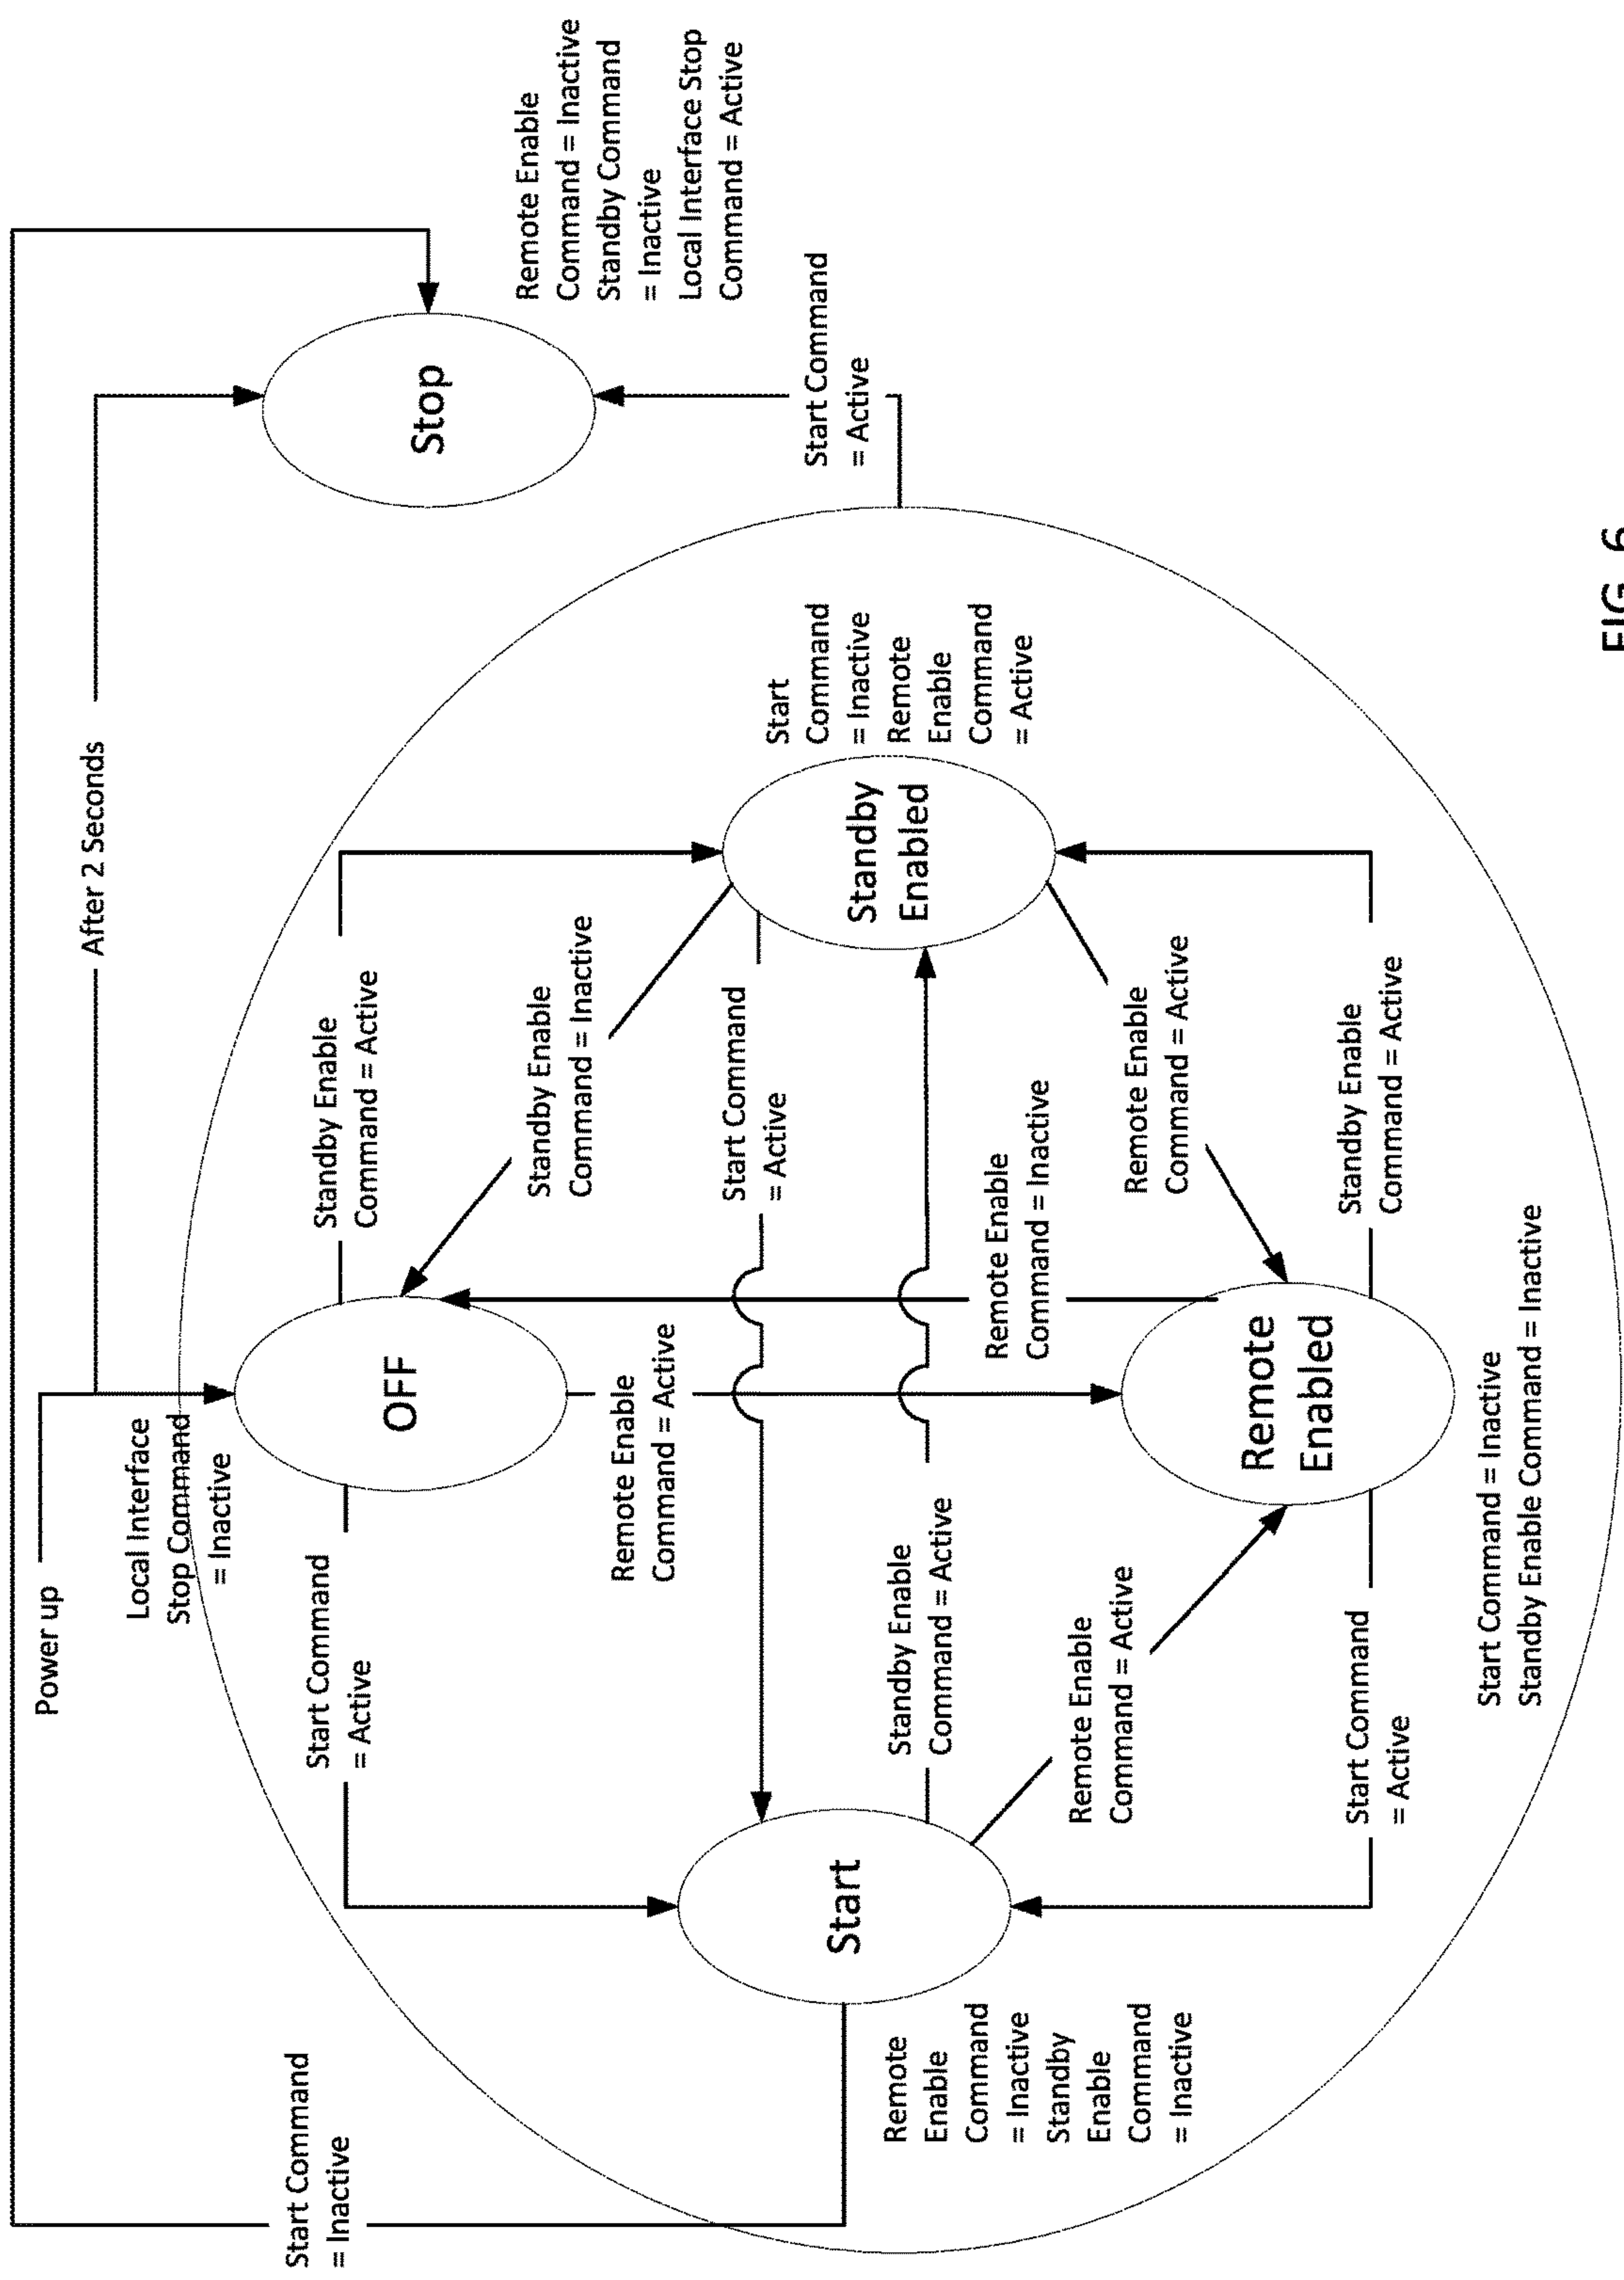 Power up
After 2 Seconds
Local Interface
Stop Command
= Inactive
Start Command
= Inactive
Start Command
= Active
Standby Enable
Command = Active
OFF
Stop
Remote Enable
Command = Inactive
Standby Command
= Inactive
Local Interface Stop
Command = Active
Standby Enable
Command = Inactive
Remote Enable
Command = Active
Start Command
= Active
Start
Command
= Inactive
Remote
Enable
Command
= Active
Start Command
= Active
Start
Standby
Enabled
Remote
Enable
Command
= Inactive
Standby
Enable
Command
= Inactive
Standby Enable
Command = Active
Remote Enable
Command = Inactive
Remote Enable
Command = Active
Remote Enable
Command = Active
Remote
Enabled
Start Command
= Active
Standby Enable
Command = Active
Start Command = Inactive
Standby Enable Command = Inactive
FIG. 6